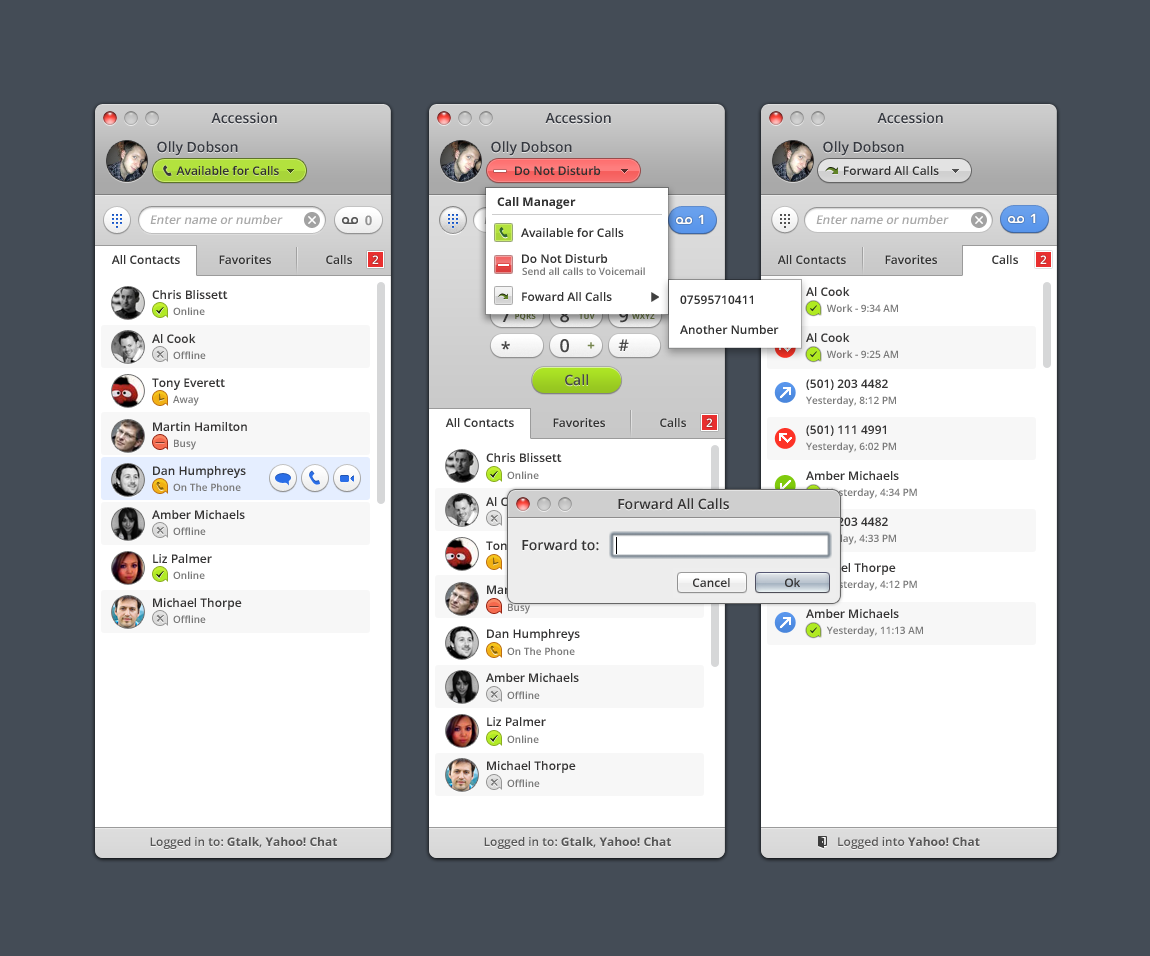 Accession
Olly Dobson
Available for Calls
Enter name or number
0
All Contacts Favorites Calls 2
Chris Blissett
Online
Al Cook
Offline
Tony Everett
Away
Martin Hamilton
Busy
Dan Humphreys
On The Phone
Amber Michaels
Offline
Liz Palmer
Online
Michael Thorpe
Offline
Logged in to: Gtalk, Yahoo! Chat
Accession
Olly Dobson
Do Not Disturb
1
Call Manager
Available for Calls
Do Not Disturb
Send all calls to Voicemail
Foward All Calls
07595710411
Another Number
7 PQRS 8 TUV 9 WXYZ
* 0 + #
Call
All Contacts Favorites Calls 2
Chris Blissett
Online
Al C
Ton
Mar
Busy
Dan Humphreys
On The Phone
Amber Michaels
Offline
Liz Palmer
Online
Michael Thorpe
Offline
Logged in to: Gtalk, Yahoo! Chat
Forward All Calls
Forward to:
Cancel Ok
Accession
Olly Dobson
Forward All Calls
Enter name or number
1
All Contacts Favorites Calls 2
Al Cook
Work - 9:34 AM
Al Cook
Work - 9:25 AM
(501) 203 4482
Yesterday, 8:12 PM
(501) 111 4991
Yesterday, 6:02 PM
Amber Michaels
sterday, 4:34 PM
203 4482
ay, 4:33 PM
el Thorpe
ay, 4:12 PM
Amber Michaels
Yesterday, 11:13 AM
Logged into Yahoo! Chat